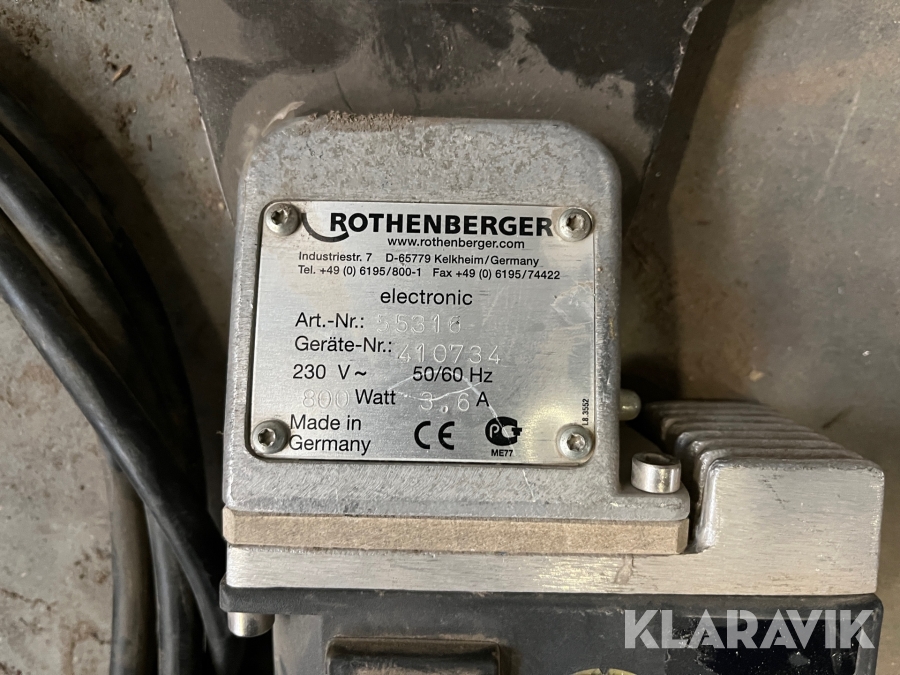 ROTHENBERGER
www.rothenberger.com
Industriestr. 7 D-65779 Kelkheim/Germany
Tel. +49 (0) 6195/800-1 Fax +49 (0) 6195/74422
electronic
Art.-Nr.: 55316
Geräte-Nr.: 410734
230 V~ 50/60 Hz
800 Watt 3,6 A
Made in
Germany
CE
PC
ME77
L8.3552
KLARAVIK